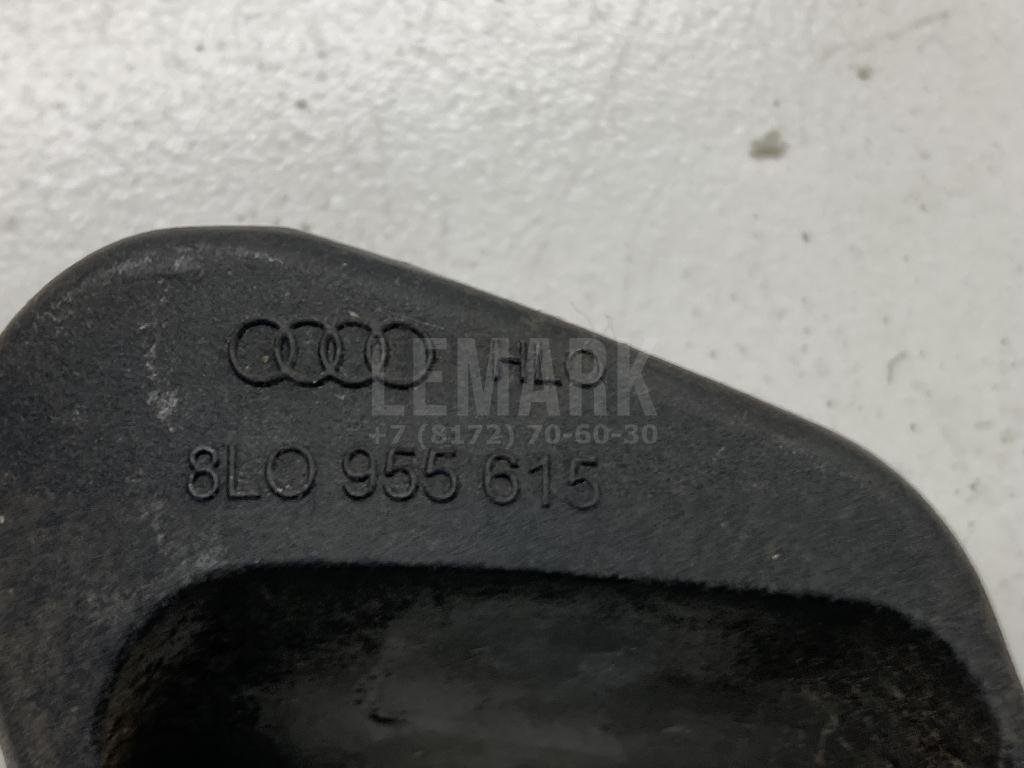 HLO
LEMARK
+7 (8172) 70-60-30
8L0 955 615